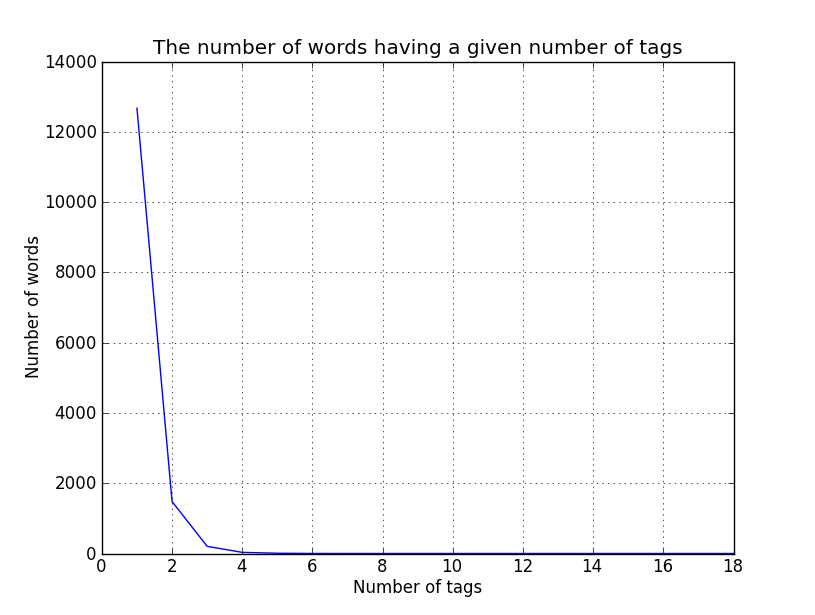 The number of words having a given number of tags
14000
12000
10000
8000
6000
4000
2000
0
Number of words
0 2 4 6 8 10 12 14 16 18
Number of tags